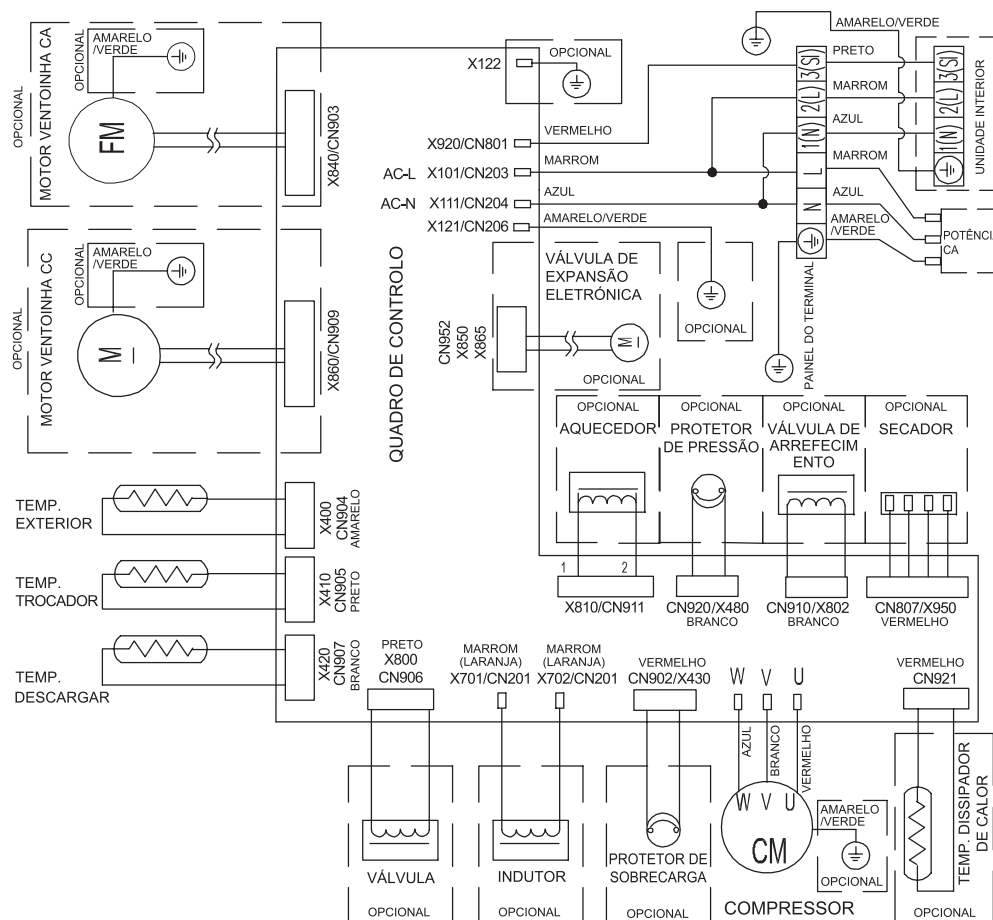 OPCIONAL
MOTOR VENTOINHA CA
OPCIONAL
AMARELO
/VERDE
FM
X840/CN903
OPCIONAL
MOTOR VENTOINHA CC
OPCIONAL
AMARELO
/VERDE
M
X860/CN909
QUADRO DE CONTROLO
X122
OPCIONAL
X920/CN801
VERMELHO
AC-L
X101/CN203
MARROM
AC-N
X111/CN204
AZUL
X121/CN206
AMARELO/VERDE
AMARELO/VERDE
PRETO
MARROM
AZUL
MARROM
AZUL
AMARELO
/VERDE
3(SI)
2(L)
1(N)
L
N
PAINEL DO TERMINAL
3(SI)
2(L)
1(N)
UNIDADE INTERIOR
POTÊNCI
CA
VÁLVULA DE
EXPANSÃO
ELETRÓNICA
CN952
X850
X865
M
OPCIONAL
OPCIONAL
OPCIONAL
AQUECEDOR
1
2
X810/CN911
OPCIONAL
PROTETOR
DE PRESSÃO
CN920/X480
BRANCO
OPCIONAL
VÁLVULA DE
ARREFECIM
ENTO
CN910/X802
BRANCO
OPCIONAL
SECADOR
CN807/X950
VERMELHO
TEMP.
EXTERIOR
X400
CN904
AMARELO
TEMP.
TROCADOR
X410
CN905
PRETO
TEMP.
DESCARGAR
X420
CN907
BRANCO
PRETO
X800
CN906
VÁLVULA
OPCIONAL
MARROM
(LARANJA)
X701/CN201
MARROM
(LARANJA)
X702/CN201
INDUTOR
OPCIONAL
VERMELHO
CN902/X430
PROTETOR DE
SOBRECARGA
OPCIONAL
W V U
AZUL
BRANCO
VERMELHO
W V U
CM
AMARELO
/VERDE
OPCIONAL
COMPRESSOR
VERMELHO
CN921
TEMP. DISSIPADOR
DE CALOR
OPCIONAL